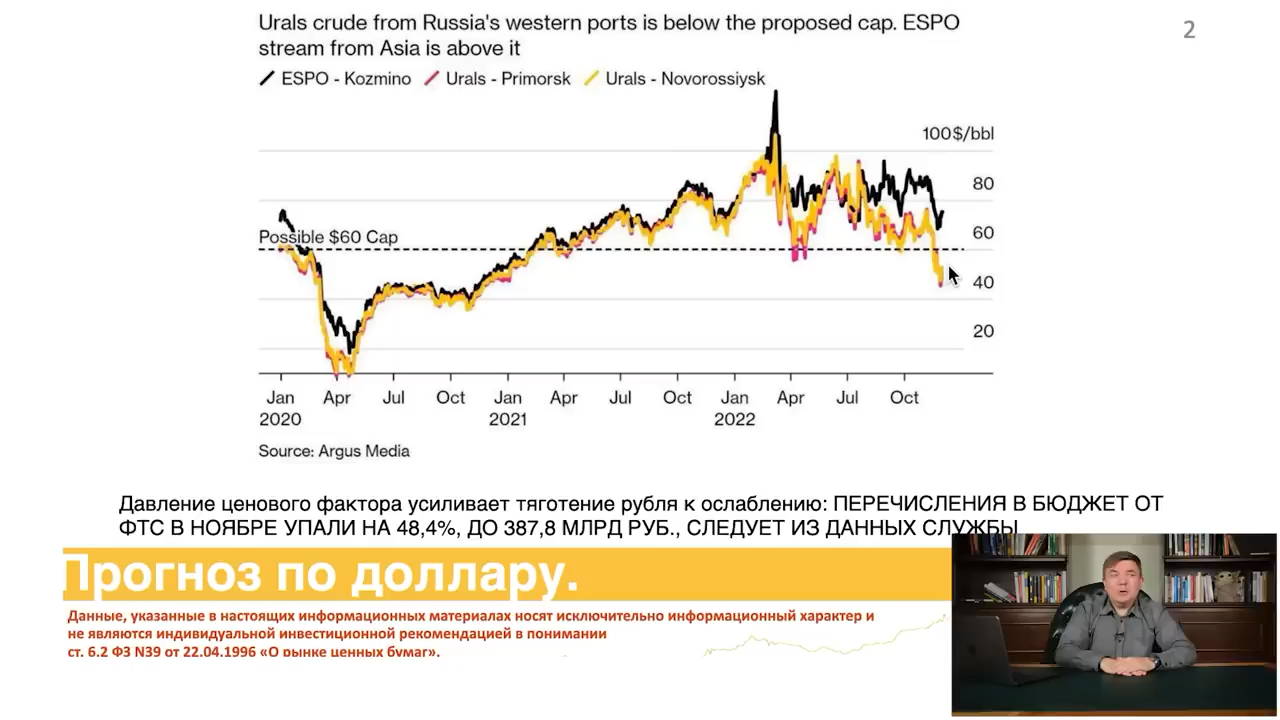 Urals crude from Russia's western ports is below the proposed cap. ESPO
stream from Asia is above it
2
ESPO - Kozmino Urals - Primorsk Urals - Novorossiysk
100$/bbl
80
Possible $60 Cap
60
40
20
Jan Apr Jul Oct Jan Apr Jul Oct Jan Apr Jul Oct
2020 2021 2022
Source: Argus Media
Давление ценового фактора усиливает тяготение рубля к ослаблению: ПЕРЕЧИСЛЕНИЯ В БЮДЖЕТ ОТ
ФТС В НОЯБРЕ УПАЛИ НА 48,4%, ДО 387,8 МЛРД РУБ., СЛЕДУЕТ ИЗ ДАННЫХ СЛУЖБЫ
Прогноз по доллару.
Данные, указанные в настоящих информационных материалах носят исключительно информационный характер и
не являются индивидуальной инвестиционной рекомендацией в понимании
ст. 6.2 ФЗ N39 от 22.04.1996 «О рынке ценных бумаг».